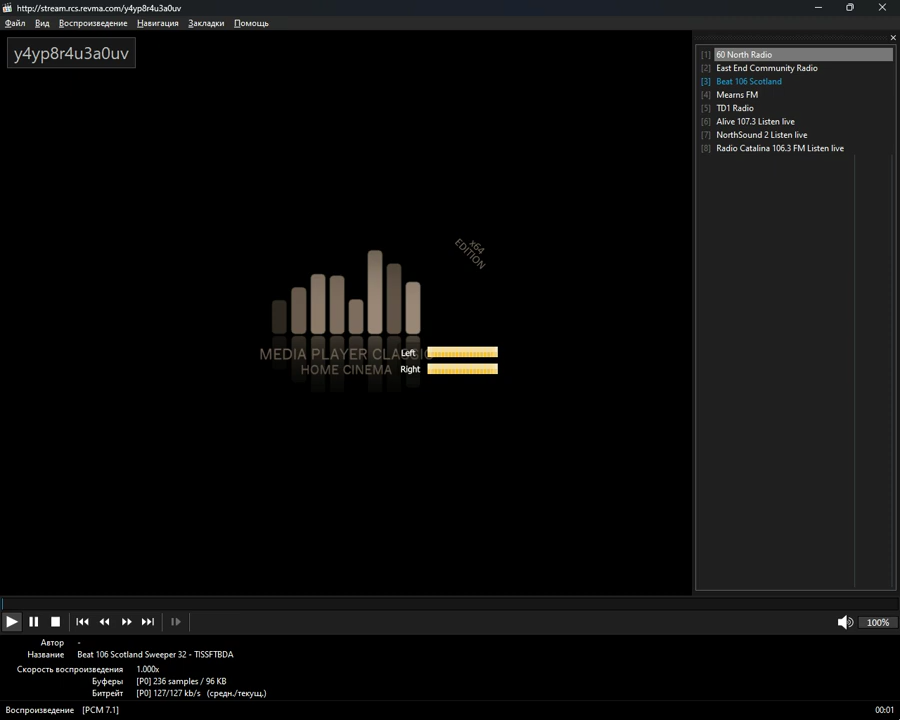 http://stream.rcs.revma.com/y4yp8r4u3a0uv
Файл Вид Воспроизведение Навигация Закладки Помощь
y4yp8r4u3a0uv
[1] 60 North Radio
[2] East End Community Radio
[3] Beat 106 Scotland
[4] Mearns FM
[5] TD1 Radio
[6] Alive 107.3 Listen live
[7] NorthSound 2 Listen live
[8] Radio Catalina 106.3 FM Listen live
x64
EDITION
MEDIA PLAYER CLASSIC
HOME CINEMA
Left
Right
100%
Автор -
Название Beat 106 Scotland Sweeper 32 - TISSFTBDA
Скорость воспроизведения 1.000x
Буферы [P0] 236 samples / 96 KB
Битрейт [P0] 127/127 kb/s (средн./текущ.)
Воспроизведение [PCM 7.1] 00:01